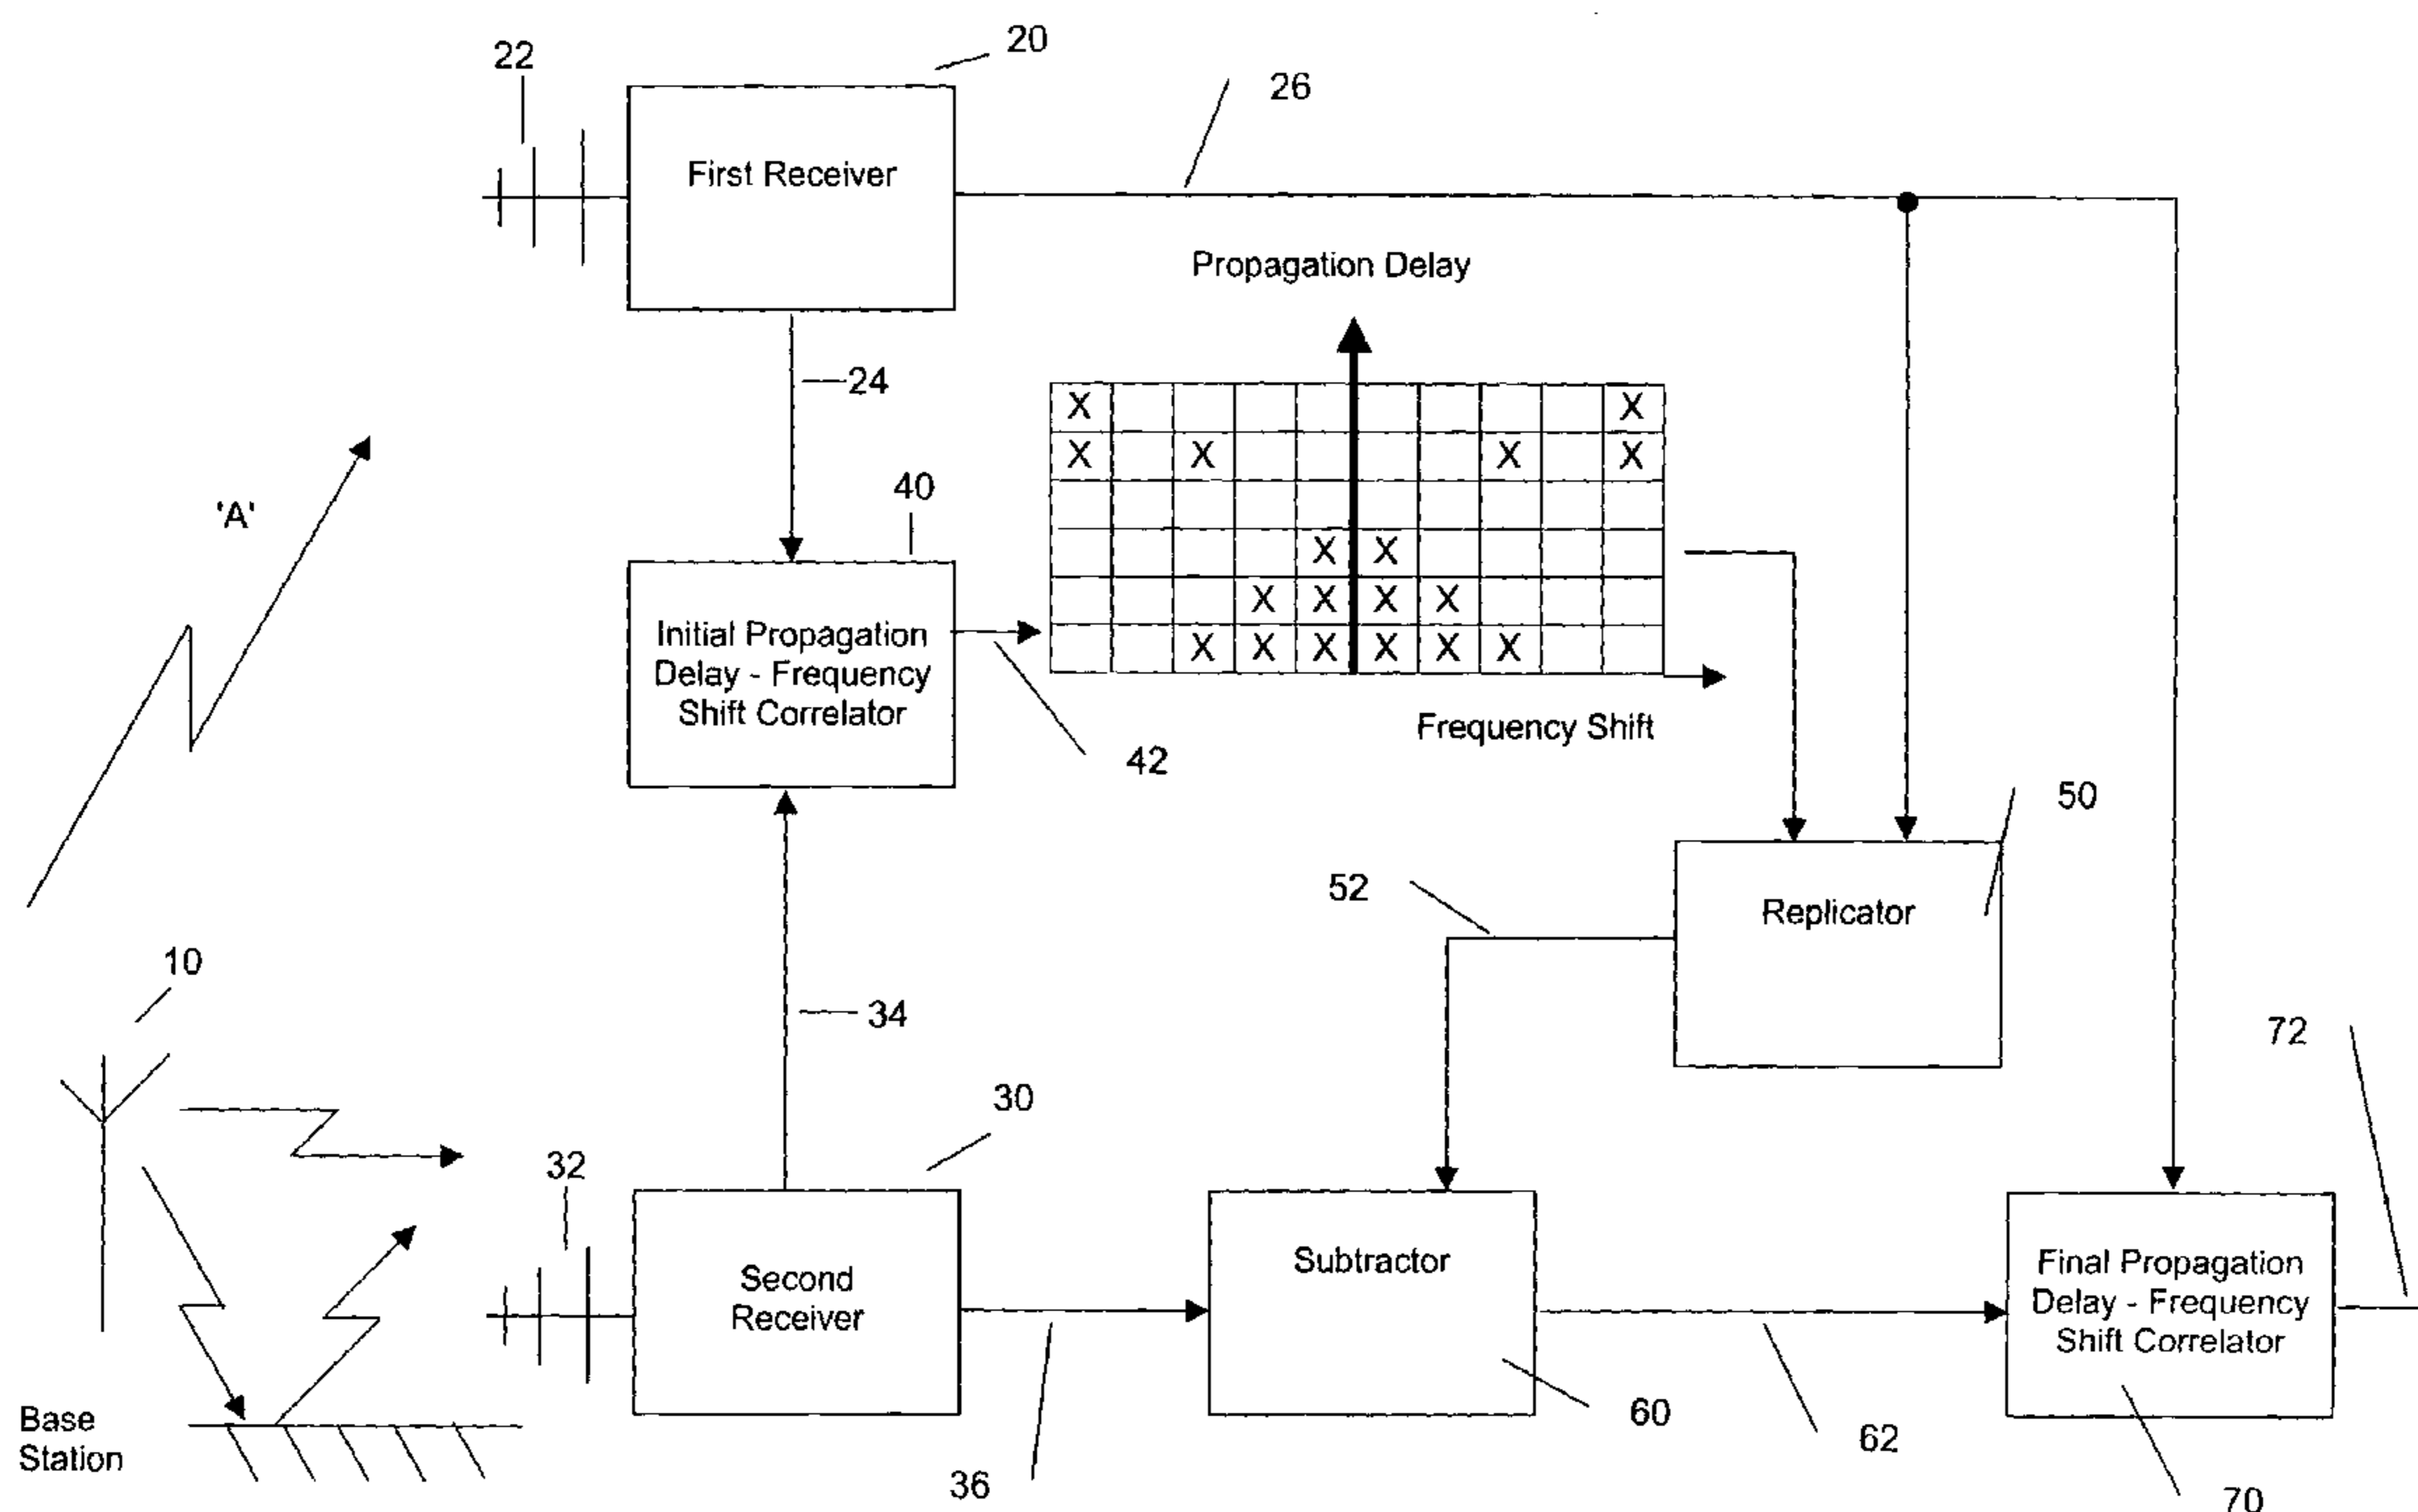 20
22
26
First Receiver
Propagation Delay
24
X X
X X X X
'A'
40
X X
X X X X
Initial Propagation
Delay - Frequency
Shift Correlator
X X X X X X
42
Frequency Shift
50
52
Replicator
10
34
72
30
32
Second
Receiver
Subtractor
Final Propagation
Delay - Frequency
Shift Correlator
Base
Station
60
62
36
70